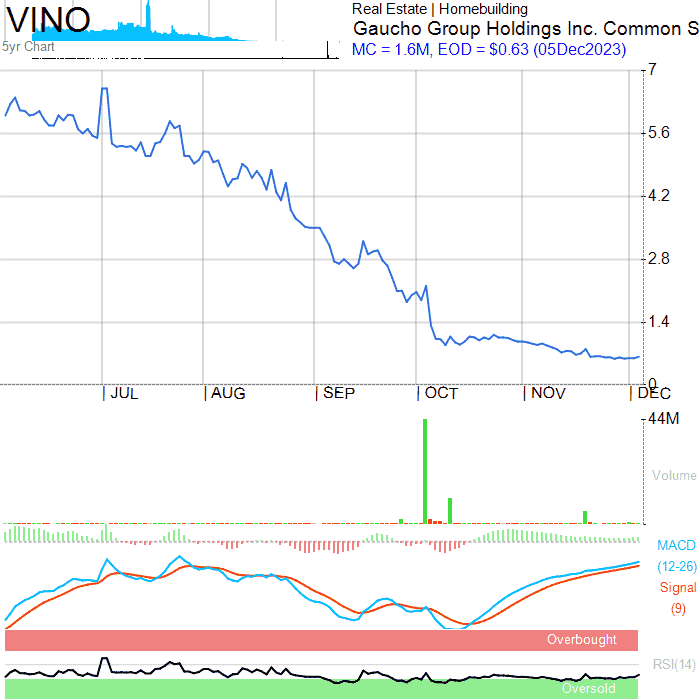 VINO
Real Estate | Homebuilding
Gaucho Group Holdings Inc. Common S
5yr Chart
MC = 1.6M, EOD = $0.63 (05Dec2023)
7
5.6
4.2
2.8
1.4
0
JUL
AUG
SEP
OCT
NOV
DEC
44M
Volume
MACD
(12-26)
Signal
(9)
Overbought
RSI(14)
Oversold